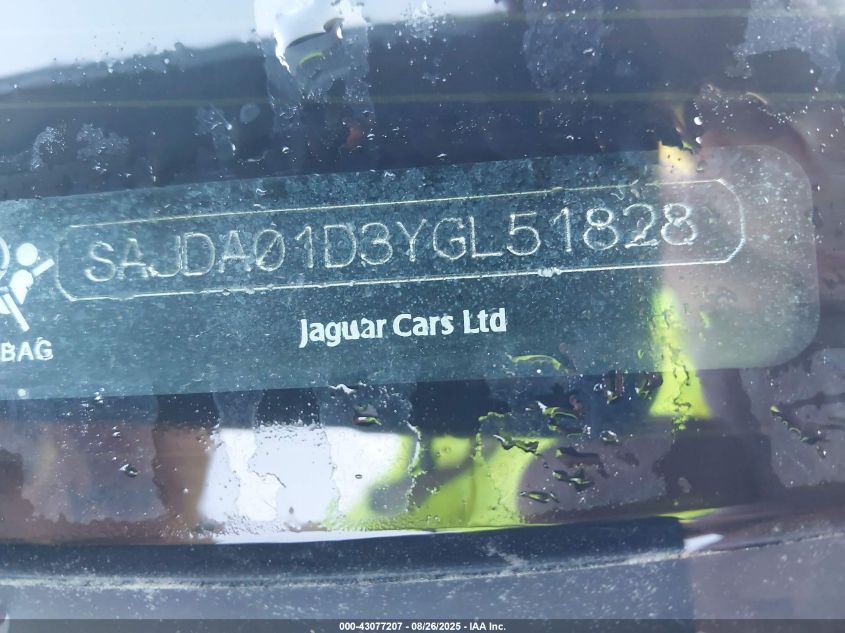 SAJDA01D3YGL51828
BAG
Jaguar Cars Ltd
000-43077207 - 08/26/2025 - IAA Inc.